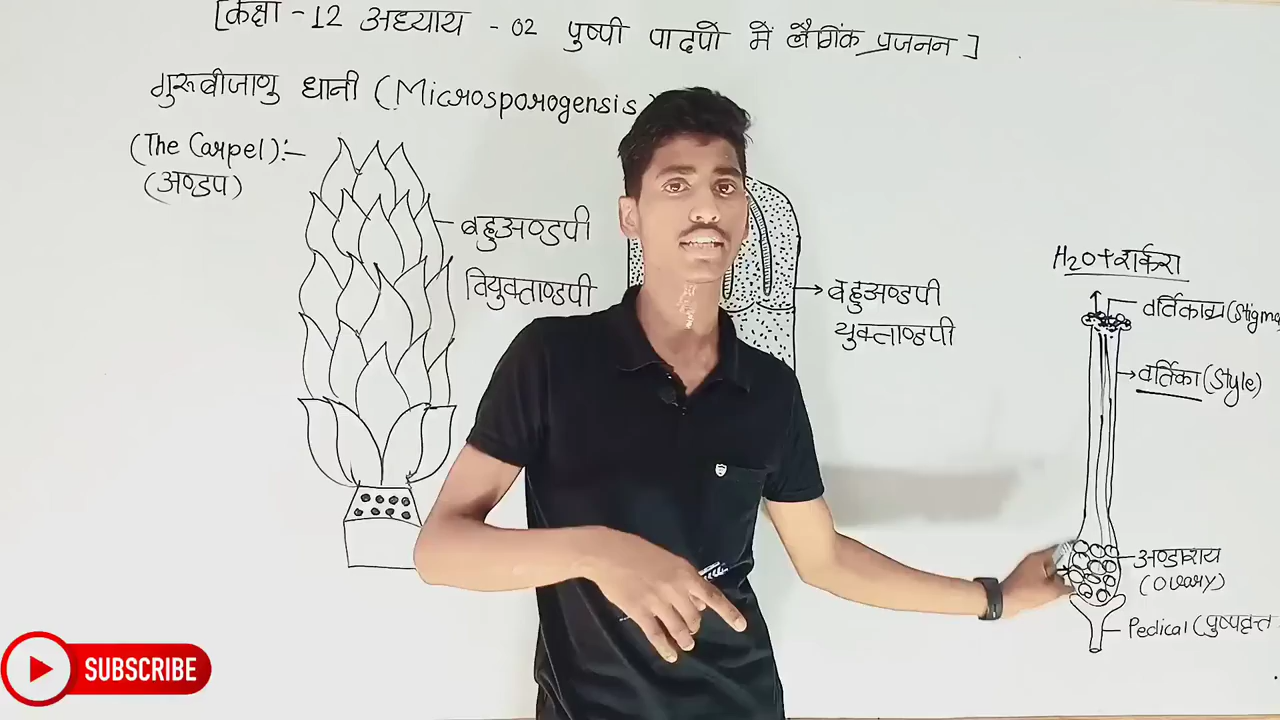 [कक्षा - 12 अध्याय - 02 पुष्पी पादपो में लैगिंक प्रजनन]
गुरूबीजाणु धानी (Microsporogensis)
(The Carpel):-
(अण्डप)
बहुअण्डपी
वियुक्ताण्डपी
बहुअण्डपी
युक्ताण्डपी
H2O+शर्करा
वर्तिकाग्र (Stigma
वर्तिका (Style)
अण्डाशय
(Ovary)
Pedical (पुष्पवृन्त
SUBSCRIBE